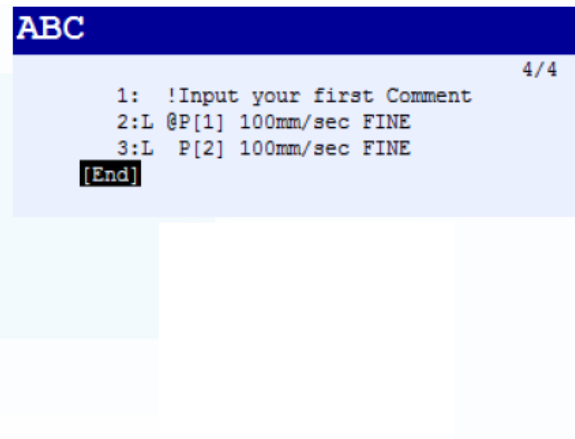 ABC
4/4
1: !Input your first Comment
2:L @P[1] 100mm/sec FINE
3:L P[2] 100mm/sec FINE
[End]